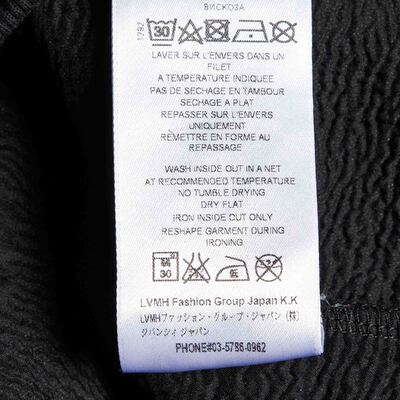 ВИСКОЗА
1292
30
LAVER SUR L'ENVERS DANS UN
FILET
A TEMPERATURE INDIQUEE
PAS DE SECHAGE EN TAMBOUR
SECHAGE A PLAT
REPASSER SUR L'ENVERS
UNIQUEMENT
REMETTRE EN FORME AU
REPASSAGE
WASH INSIDE OUT IN A NET
AT RECOMMENDED TEMPERATURE
NO TUMBLE DRYING
DRY FLAT
IRON INSIDE OUT ONLY
RESHAPE GARMENT DURING
IRONING
弱
30
LVMH Fashion Group Japan K.K
LVMHファッション・グループ・ジャパン (株)
ジバンシィ ジャパン
PHONE#03-5786-0962